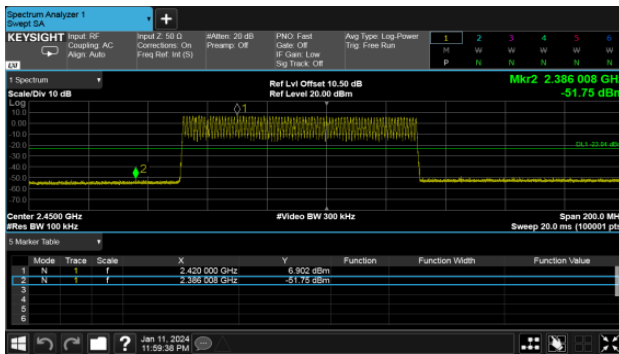 Spectrum Analyzer 1
Swept SA
KEYSIGHT Input: RF Input Z: 50 Ω #Atten: 20 dB PNO: Fast Avg Type: Log-Power 1 2 3 4 5 6
Coupling: AC Corrections: On Preamp: Off Gate: Off Trig: Free Run M W W W W W
Align: Auto Freq Ref: Int (S) IF Gain: Low P N N N N N
Sig Track: Off
1 Spectrum Ref Lvl Offset 10.50 dB Mkr2 2.386 008 GHz
Scale/Div 10 dB Ref Level 20.00 dBm -51.75 dBm
Log
10.0
0.00
-10.0
-20.0
-30.0
-40.0
-50.0
-60.0
-70.0
1
2
DL1 -23.04 dB
Center 2.4500 GHz #Video BW 300 kHz Span 200.0 MH
#Res BW 100 kHz Sweep 20.0 ms (100001 pts
5 Marker Table
Mode Trace Scale X Y Function Function Width Function Value
1 N 1 f 2.420 000 GHz 6.902 dBm
2 N 1 f 2.386 008 GHz -51.75 dBm
3
4
5
6
?
Jan 11, 2024
11:59:38 PM